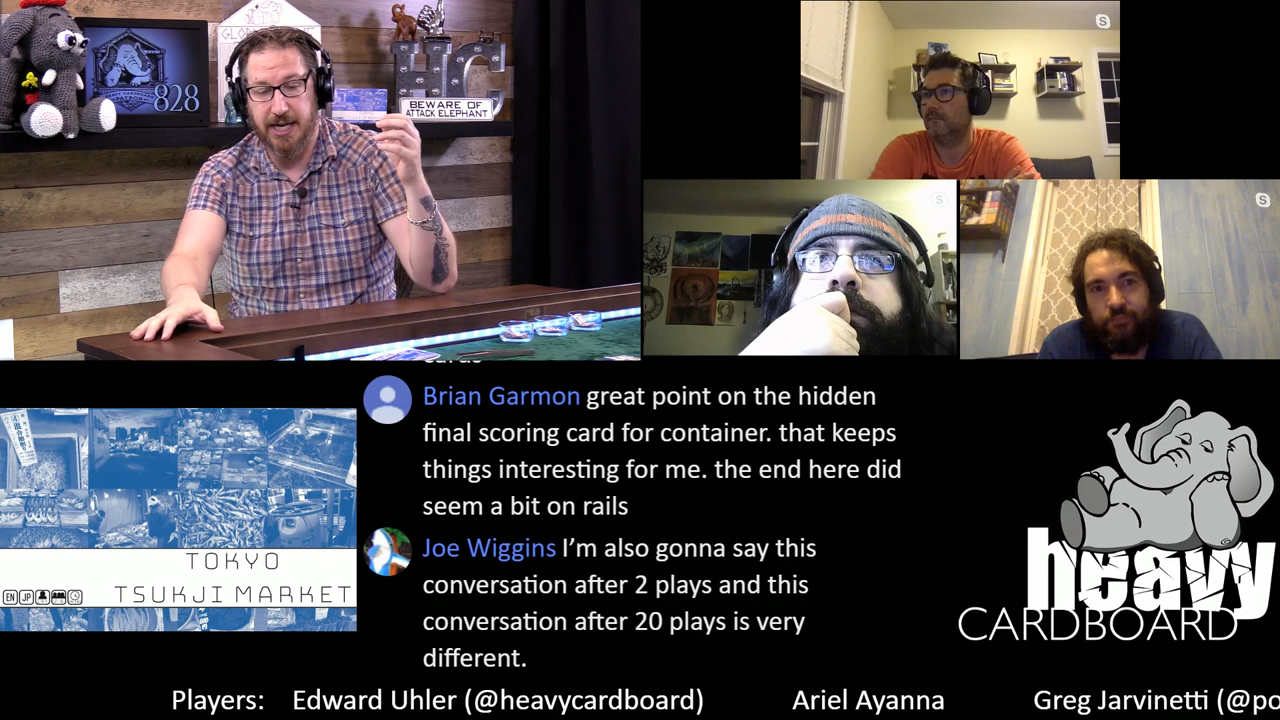 828
HC
BEWARE OF
ATTACK ELEPHANT
Brian Garmon great point on the hidden
final scoring card for container. that keeps
things interesting for me. the end here did
seem a bit on rails
Joe Wiggins I'm also gonna say this
conversation after 2 plays and this
conversation after 20 plays is very
different.
TOKYO
TSUKJI MARKET
EN JP
heavy
CARDBOARD
Players: Edward Uhler (@heavycardboard) Ariel Ayanna Greg Jarvinetti (@po